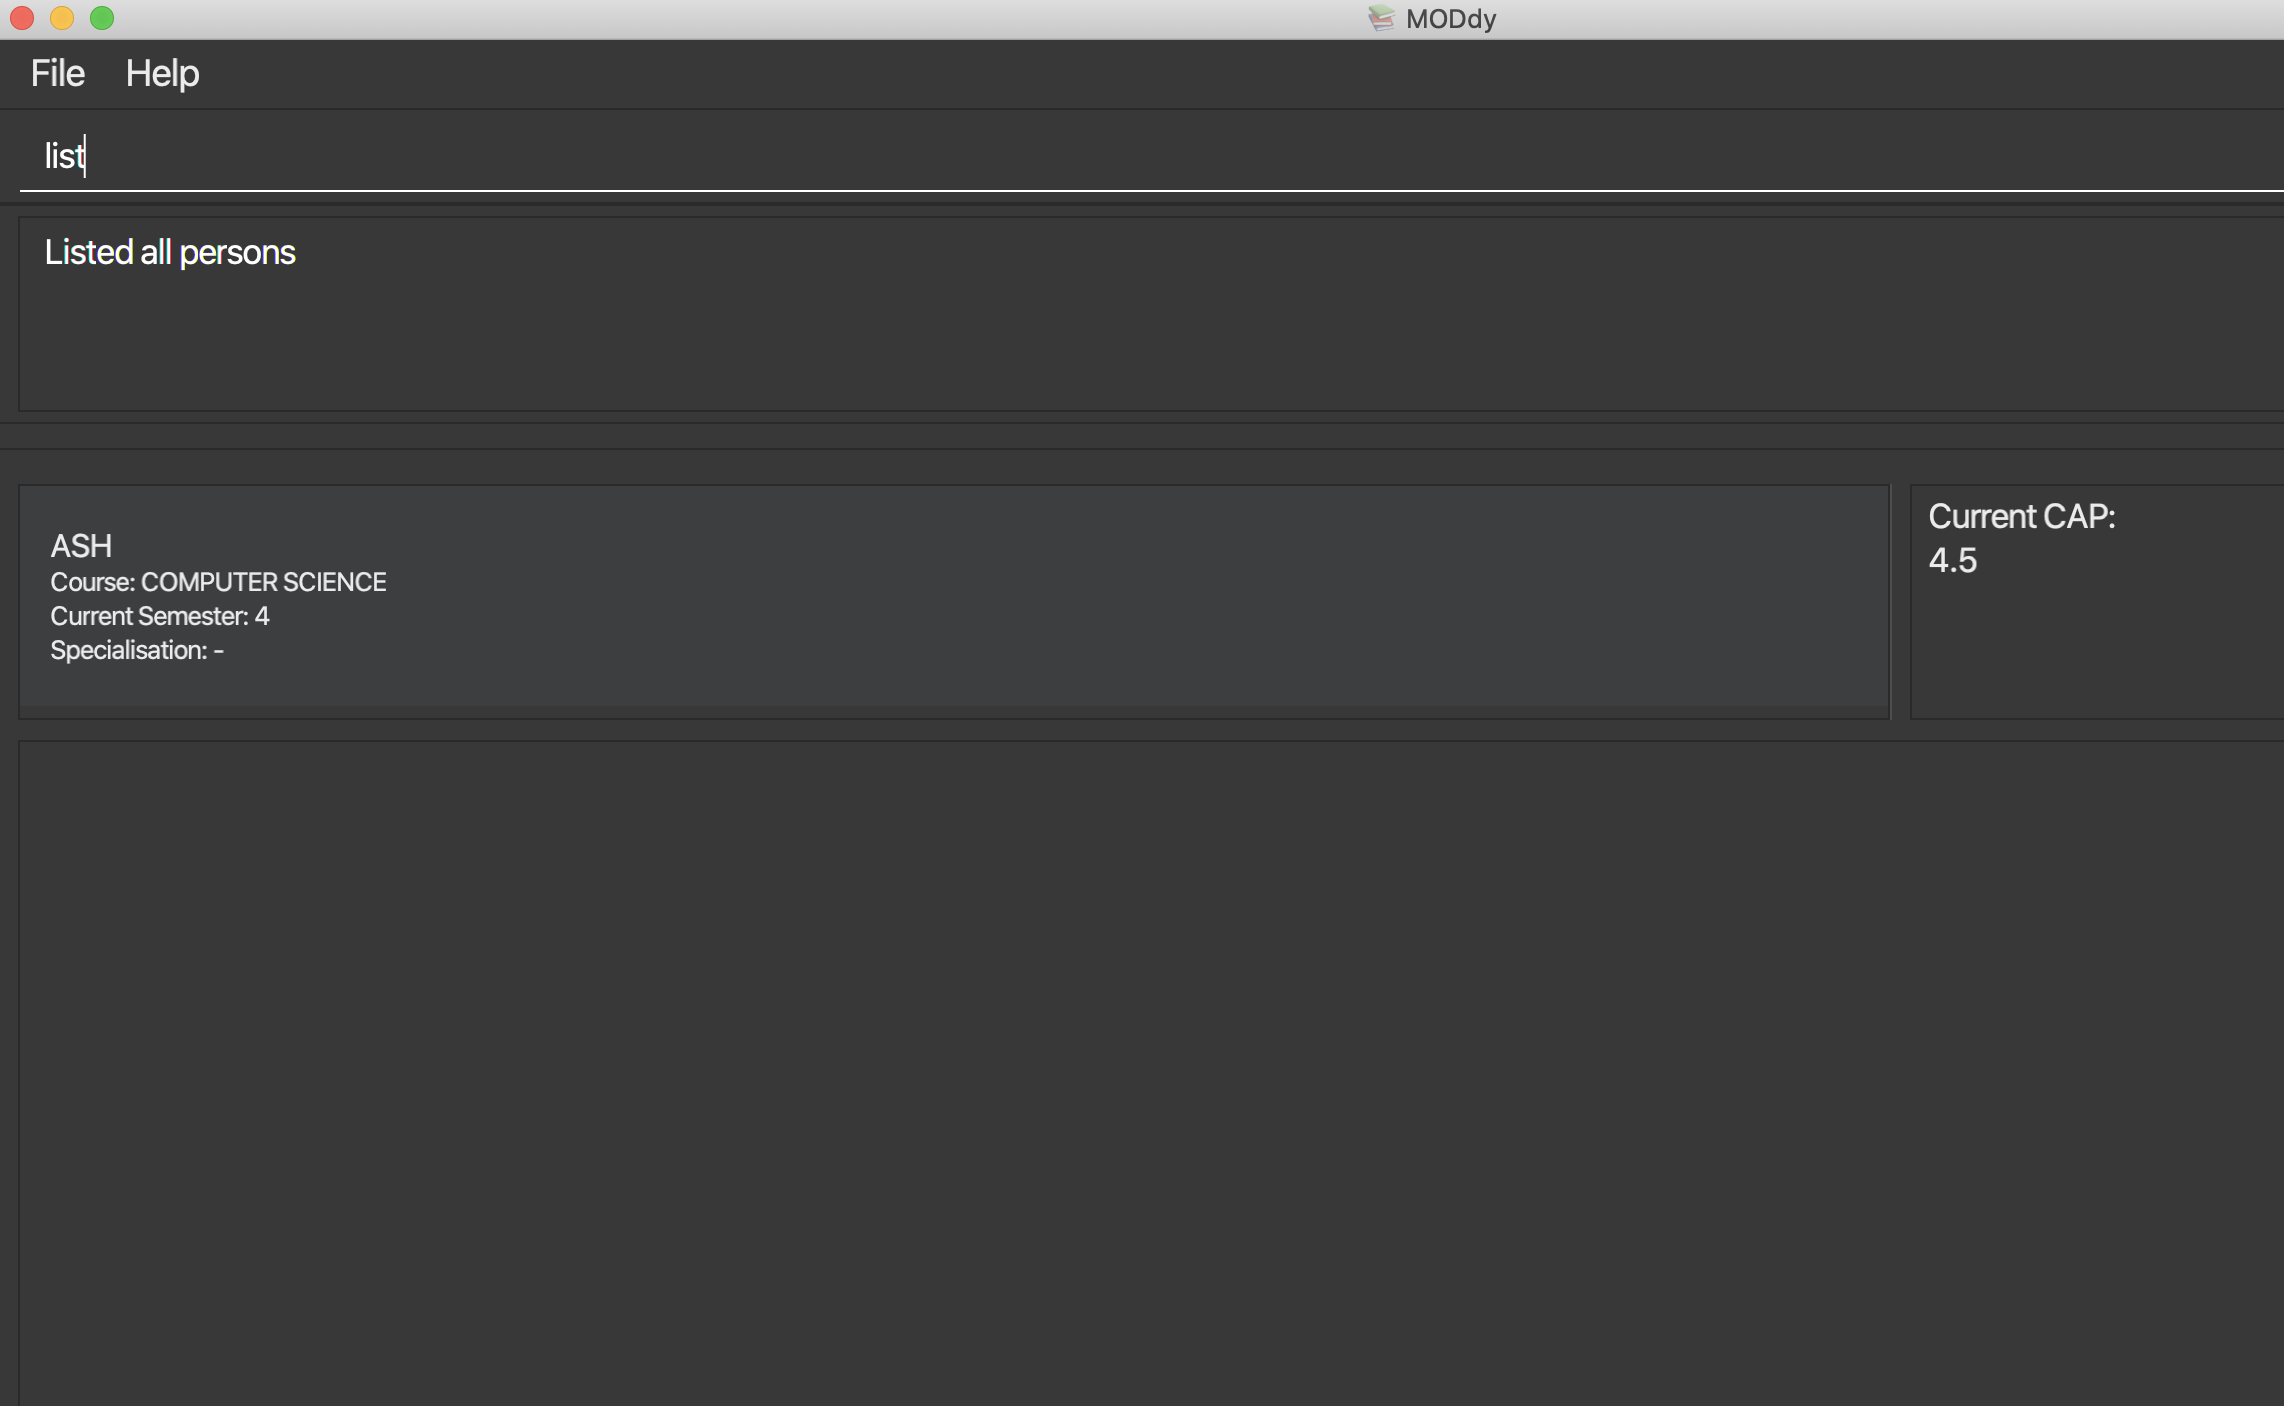 MODdy
File Help
list
Listed all persons
ASH
Course: COMPUTER SCIENCE
Current Semester: 4
Specialisation: -
Current CAP:
4.5